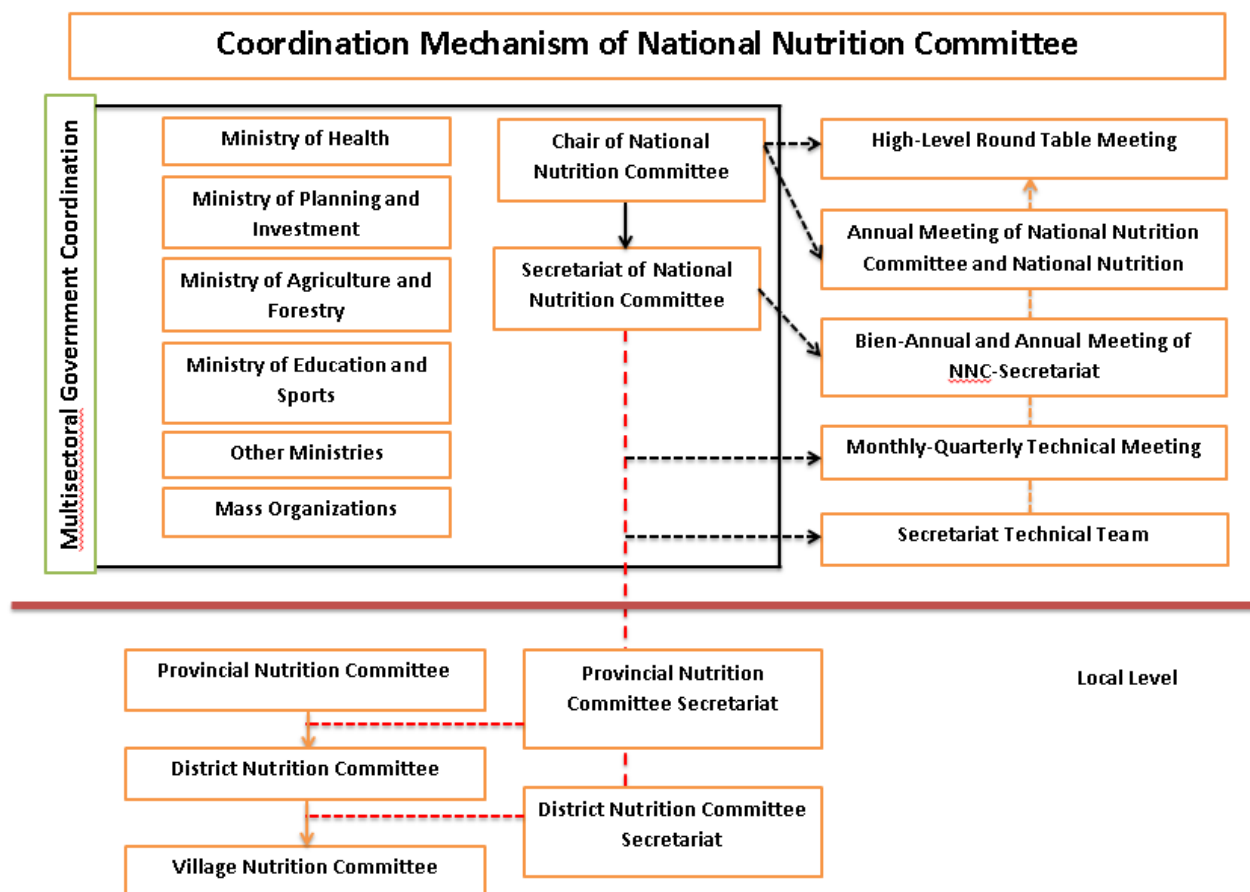 Coordination Mechanism of National Nutrition Committee
Multisectoral Government Coordination
Ministry of Health
Ministry of Planning and
Investment
Ministry of Agriculture and
Forestry
Ministry of Education and
Sports
Other Ministries
Mass Organizations
Chair of National
Nutrition Committee
Secretariat of National
Nutrition Committee
High-Level Round Table Meeting
Annual Meeting of National Nutrition
Committee and National Nutrition
Bien-Annual and Annual Meeting of
NNC-Secretariat
Monthly-Quarterly Technical Meeting
Secretariat Technical Team
Provincial Nutrition Committee
District Nutrition Committee
Village Nutrition Committee
Provincial Nutrition
Committee Secretariat
District Nutrition Committee
Secretariat
Local Level